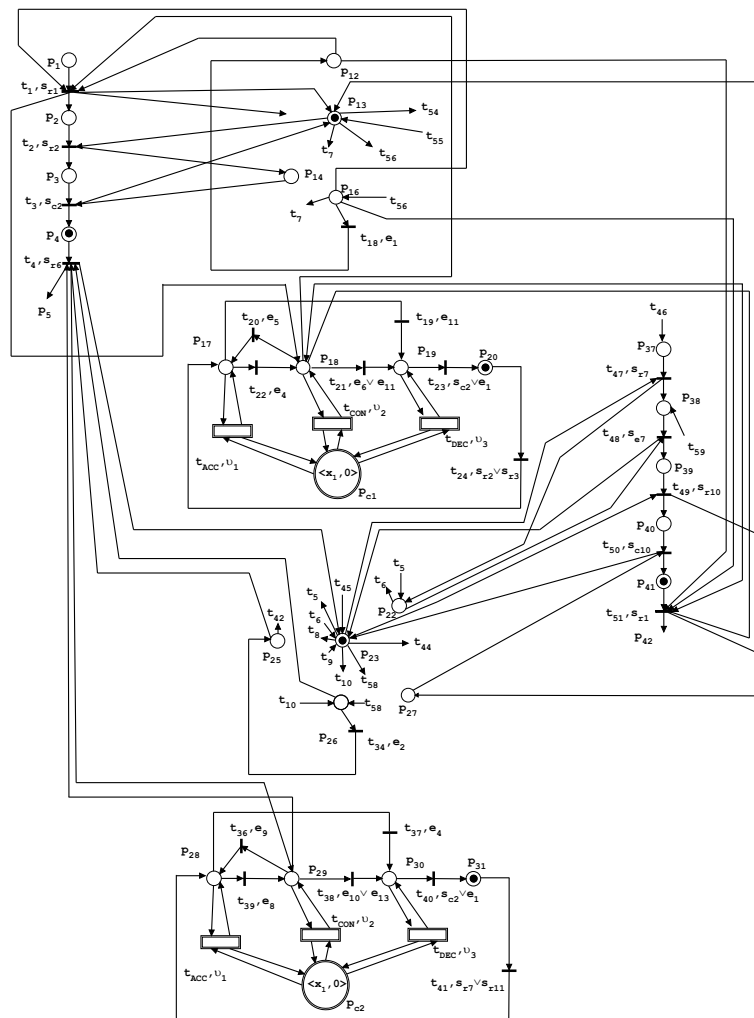 p1
p12
t1,sr1
p13
t54
p2
t55
t2,sr2
t7
t56
p3
p14
p16
t3,sc2
t56
t7
p4
t18,e1
t4,sr6
p5
t46
t20,e5
t19,e11
p37
p17
p18
p19
p20
t47,sr7
t22,e4
t21,e6∨e11
t23,sc2∨e1
p38
tCON,υ2
t48,se7
tDEC,υ3
t59
tACC,υ1
<x1,0>
t24,sr2∨sr3
p39
pc1
t49,sr10
p40
t50,sc10
t5
t45
t6
p41
t5
p22
t42
t6
t51,sr1
t8
p23
t44
p42
p25
t9
t10
t58
t10
t58
p27
p26
t34,e2
t36,e9
t37,e4
p28
p29
p30
p31
t39,e8
t38,e10∨e13
t40,sc2∨e1
tCON,υ2
tDEC,υ3
tACC,υ1
<x1,0>
t41,sr7∨sr11
pc2